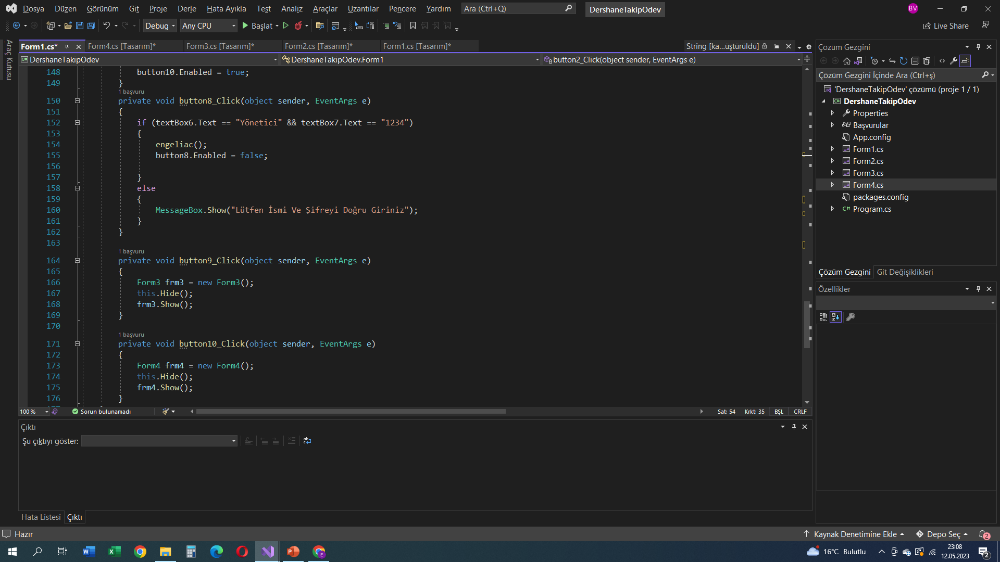 Dosya Düzen Görünüm Git Proje Derle Hata Ayıkla Test Analiz Araçlar Uzantılar Pencere Yardım Ara (Ctrl+Q) DershaneTakipOdev BV
Debug Any CPU Başlat Live Share
Araç Kutusu
Form1.cs* Form4.cs [Tasarım]* Form3.cs [Tasarım]* Form2.cs [Tasarım]* Form1.cs [Tasarım]* String [ka...üştürüldü]
DershaneTakipOdev DershaneTakipOdev.Form1 button2_Click(object sender, EventArgs e)
148 button10.Enabled = true;
149 }
1 başvuru
150 private void button8_Click(object sender, EventArgs e)
151 {
152 if (textBox6.Text == "Yönetici" && textBox7.Text == "1234")
153 {
154 engeliac();
155 button8.Enabled = false;
156
157 }
158 else
159 {
160 MessageBox.Show("Lütfen İsmi Ve Şifreyi Doğru Giriniz");
161 }
162 }
163
1 başvuru
164 private void button9_Click(object sender, EventArgs e)
165 {
166 Form3 frm3 = new Form3();
167 this.Hide();
168 frm3.Show();
169 }
170
1 başvuru
171 private void button10_Click(object sender, EventArgs e)
172 {
173 Form4 frm4 = new Form4();
174 this.Hide();
175 frm4.Show();
176 }
100 % Sorun bulunamadı Sat: 54 Krkt: 35 BŞL CRLF
Çıktı
Şu çıktıyı göster:
Hata Listesi Çıktı
Çözüm Gezgini
Çözüm Gezgini İçinde Ara (Ctrl+ş)
'DershaneTakipOdev' çözümü (proje 1 / 1)
DershaneTakipOdev
Properties
Başvurular
App.config
Form1.cs
Form2.cs
Form3.cs
Form4.cs
packages.config
Program.cs
Çözüm Gezgini Git Değişiklikleri
Özellikler
Hazır Kaynak Denetimine Ekle Depo Seç 2
16°C Bulutlu 23:08
12.05.2023 2